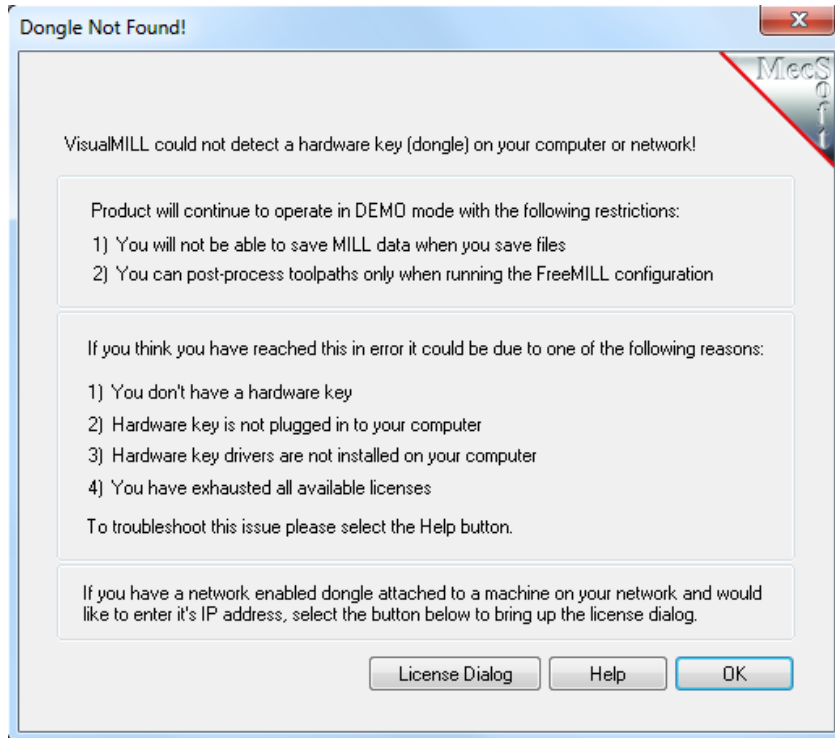 Dongle Not Found!
MecSoft
VisualMILL could not detect a hardware key (dongle) on your computer or network!
Product will continue to operate in DEMO mode with the following restrictions:
1) You will not be able to save MILL data when you save files
2) You can post-process toolpaths only when running the FreeMILL configuration
If you think you have reached this in error it could be due to one of the following reasons:
1) You don't have a hardware key
2) Hardware key is not plugged in to your computer
3) Hardware key drivers are not installed on your computer
4) You have exhausted all available licenses
To troubleshoot this issue please select the Help button.
If you have a network enabled dongle attached to a machine on your network and would
like to enter it's IP address, select the button below to bring up the license dialog.
License Dialog
Help
OK